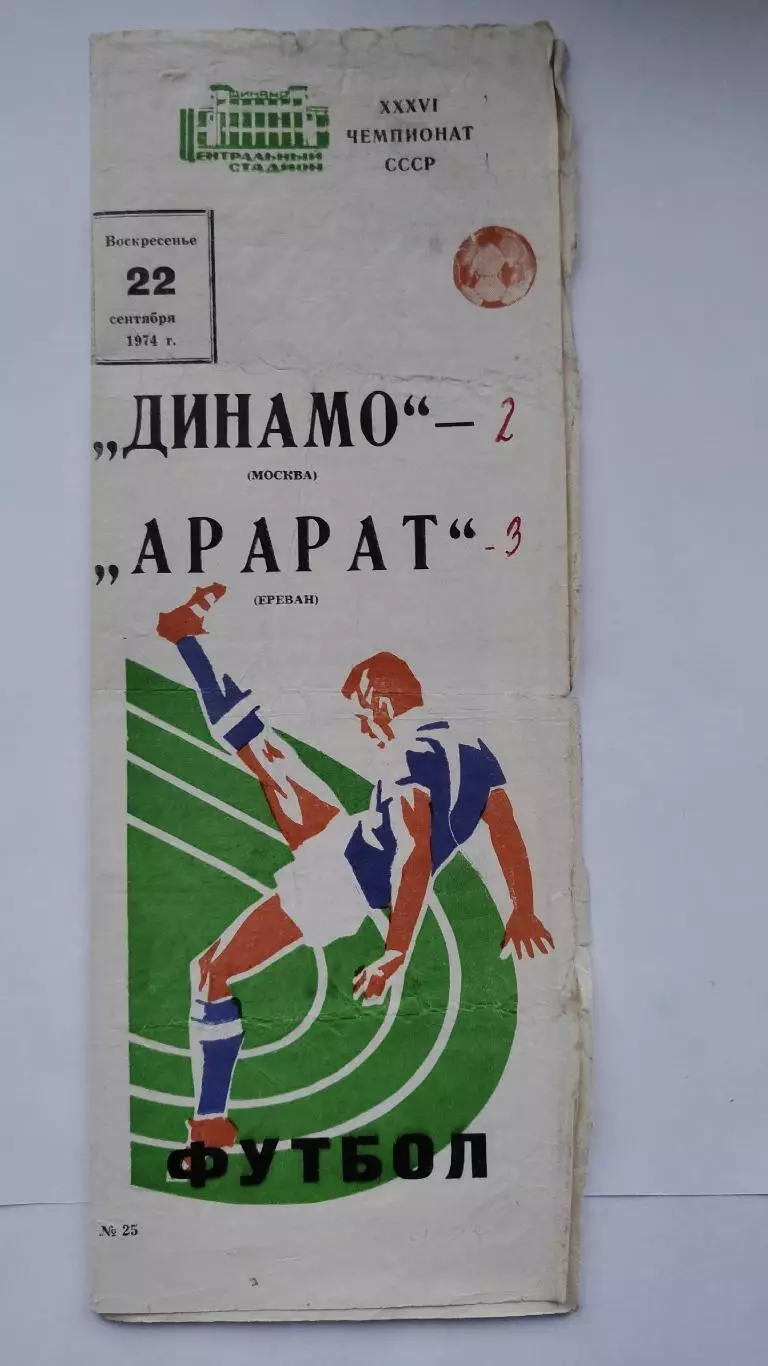 ДИНАМО
ЦЕНТРАЛЬНЫЙ
СТАДИОН
XXXVI
ЧЕМПИОНАТ
СССР
Воскресенье
22
сентября
1974 г.
„ДИНАМО“ — 2
(МОСКВА)
„АРАРАТ“ - 3
(ЕРЕВАН)
ФУТБОЛ
№ 25